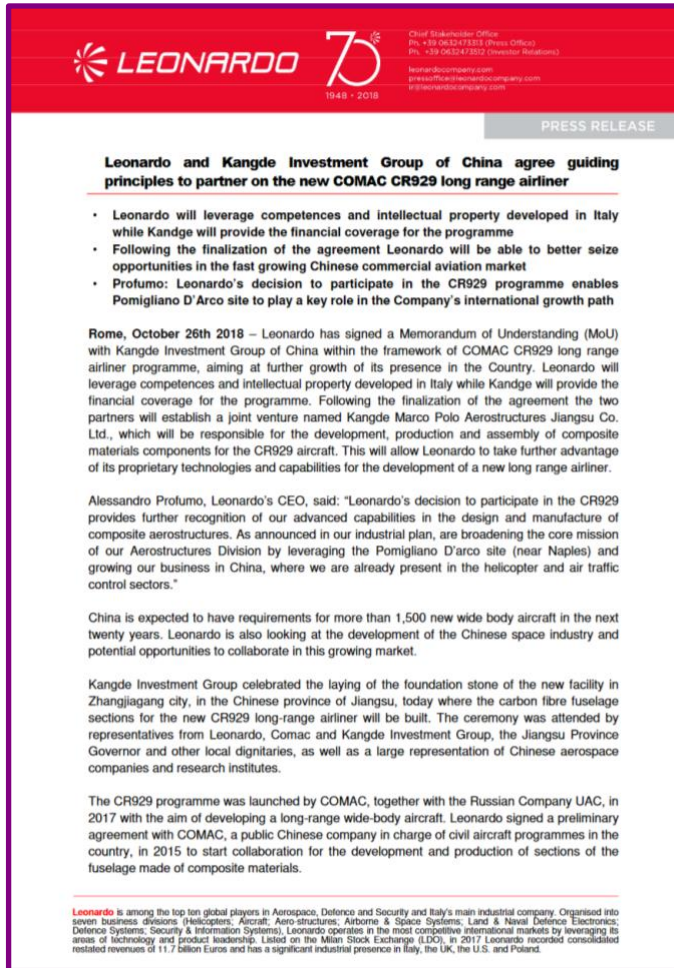 LEONARDO
70
1948 • 2018
Chief Stakeholder Office
Ph. +39 0632473313 (Press Office)
Ph. +39 0632473512 (Investor Relations)
leonardocompany.com
pressoffice@leonardocompany.com
ir@leonardocompany.com
PRESS RELEASE
Leonardo and Kangde Investment Group of China agree guiding
principles to partner on the new COMAC CR929 long range airliner
• Leonardo will leverage competences and intellectual property developed in Italy
while Kandge will provide the financial coverage for the programme
• Following the finalization of the agreement Leonardo will be able to better seize
opportunities in the fast growing Chinese commercial aviation market
• Profumo: Leonardo's decision to participate in the CR929 programme enables
Pomigliano D'Arco site to play a key role in the Company's international growth path
Rome, October 26th 2018 – Leonardo has signed a Memorandum of Understanding (MoU)
with Kangde Investment Group of China within the framework of COMAC CR929 long range
airliner programme, aiming at further growth of its presence in the Country. Leonardo will
leverage competences and intellectual property developed in Italy while Kandge will provide the
financial coverage for the programme. Following the finalization of the agreement the two
partners will establish a joint venture named Kangde Marco Polo Aerostructures Jiangsu Co.
Ltd., which will be responsible for the development, production and assembly of composite
materials components for the CR929 aircraft. This will allow Leonardo to take further advantage
of its proprietary technologies and capabilities for the development of a new long range airliner.
Alessandro Profumo, Leonardo's CEO, said: "Leonardo's decision to participate in the CR929
provides further recognition of our advanced capabilities in the design and manufacture of
composite aerostructures. As announced in our industrial plan, are broadening the core mission
of our Aerostructures Division by leveraging the Pomigliano D'arco site (near Naples) and
growing our business in China, where we are already present in the helicopter and air traffic
control sectors."
China is expected to have requirements for more than 1,500 new wide body aircraft in the next
twenty years. Leonardo is also looking at the development of the Chinese space industry and
potential opportunities to collaborate in this growing market.
Kangde Investment Group celebrated the laying of the foundation stone of the new facility in
Zhangjiagang city, in the Chinese province of Jiangsu, today where the carbon fibre fuselage
sections for the new CR929 long-range airliner will be built. The ceremony was attended by
representatives from Leonardo, Comac and Kangde Investment Group, the Jiangsu Province
Governor and other local dignitaries, as well as a large representation of Chinese aerospace
companies and research institutes.
The CR929 programme was launched by COMAC, together with the Russian Company UAC, in
2017 with the aim of developing a long-range wide-body aircraft. Leonardo signed a preliminary
agreement with COMAC, a public Chinese company in charge of civil aircraft programmes in the
country, in 2015 to start collaboration for the development and production of sections of the
fuselage made of composite materials.
Leonardo is among the top ten global players in Aerospace, Defence and Security and Italy's main industrial company. Organised into
seven business divisions (Helicopters; Aircraft; Aero-structures; Airborne & Space Systems; Land & Naval Defence Electronics;
Defence Systems; Security & Information Systems), Leonardo operates in the most competitive international markets by leveraging its
areas of technology and product leadership. Listed on the Milan Stock Exchange (LDO), in 2017 Leonardo recorded consolidated
restated revenues of 11.7 billion Euros and has a significant industrial presence in Italy, the UK, the U.S. and Poland.